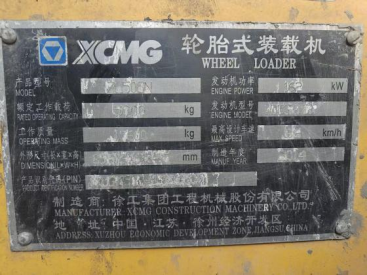 XCMG 轮胎式装载机
WHEEL LOADER
产品型号 发动机功率
MODEL ENGINE POWER kW
额定工作载荷 发动机型号
RATED OPERATING CAPACITY kg ENGINE MODEL
工作质量 最高设计车速
OPERATING MASS kg MAX.SPEED km/h
外形尺寸(长×宽×高) 制造年度
DIMENSION(L×W×H) mm MANUF YEAR
(PIN)
PRODUCT IDENTIFICATION NUMBER
制造商:徐工集团工程机械股份有限公司
MANUFACTURER:XCMG CONSTRUCTION MACHINERY CO.,LTD.
地址:中国·江苏·徐州经济开发区
ADDRESS:XUZHOU ECONOMIC DEVELOPMENT ZONE,JIANGSU,CHINA